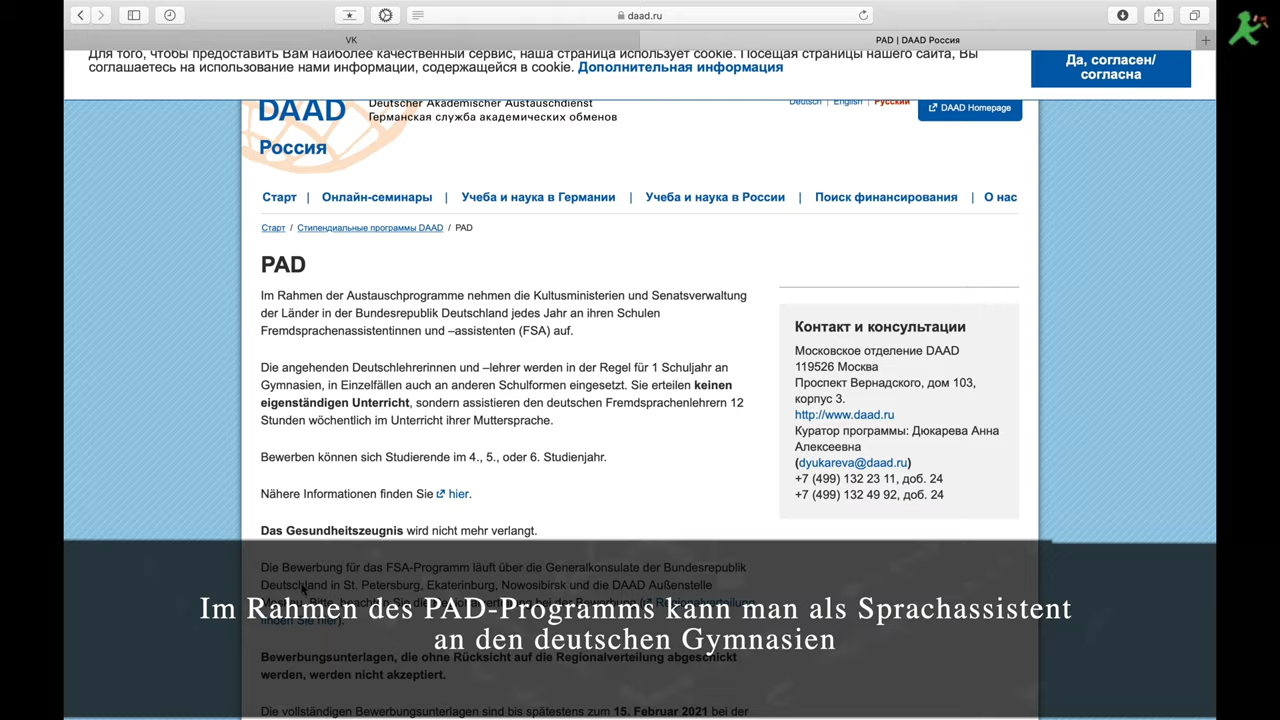 daad.ru
VK
PAD | DAAD Россия
Для того, чтобы предоставить Вам наиболее качественный сервис, наша страница использует cookie. Посещая страницы нашего сайта, Вы
соглашаетесь на использование нами информации, содержащейся в cookie. Дополнительная информация
Да, согласен/
согласна
DAAD
Deutscher Akademischer Austauschdienst
Германская служба академических обменов
Deutsch | English | Русский
DAAD Homepage
Россия
Старт | Онлайн-семинары | Учеба и наука в Германии | Учеба и наука в России | Поиск финансирования | О нас
Старт / Стипендиальные программы DAAD / PAD
PAD
Im Rahmen der Austauschprogramme nehmen die Kultusministerien und Senatsverwaltung
der Länder in der Bundesrepublik Deutschland jedes Jahr an ihren Schulen
Fremdsprachenassistentinnen und –assistenten (FSA) auf.
Die angehenden Deutschlehrerinnen und –lehrer werden in der Regel für 1 Schuljahr an
Gymnasien, in Einzelfällen auch an anderen Schulformen eingesetzt. Sie erteilen keinen
eigenständigen Unterricht, sondern assistieren den deutschen Fremdsprachenlehrern 12
Stunden wöchentlich im Unterricht ihrer Muttersprache.
Bewerben können sich Studierende im 4., 5., oder 6. Studienjahr.
Nähere Informationen finden Sie hier.
Das Gesundheitszeugnis wird nicht mehr verlangt.
Die Bewerbung für das FSA-Programm läuft über die Generalkonsulate der Bundesrepublik
Deutschland in St. Petersburg, Ekaterinburg, Nowosibirsk und die DAAD Außenstelle
Bewerbungsunterlagen, die ohne Rücksicht auf die Regionalverteilung abgeschickt
werden, werden nicht akzeptiert.
Die vollständigen Bewerbungsunterlagen sind bis spätestens zum 15. Februar 2021 bei der
Контакт и консультации
Московское отделение DAAD
119526 Москва
Проспект Вернадского, дом 103,
корпус 3.
http://www.daad.ru
Куратор программы: Дюкарева Анна
Алексеевна
(dyukareva@daad.ru)
+7 (499) 132 23 11, доб. 24
+7 (499) 132 49 92, доб. 24
Im Rahmen des PAD-Programms kann man als Sprachassistent
an den deutschen Gymnasien